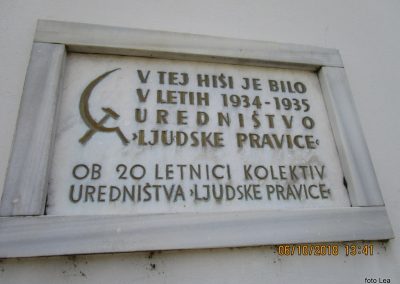 V TEJ HIŠI JE BILO
V LETIH 1934-1935
UREDNIŠTVO
›LJUDSKE PRAVICE‹
OB 20 LETNICI KOLEKTIV
UREDNIŠTVA ›LJUDSKE PRAVICE‹
06/10/2018 13:41
foto Lea